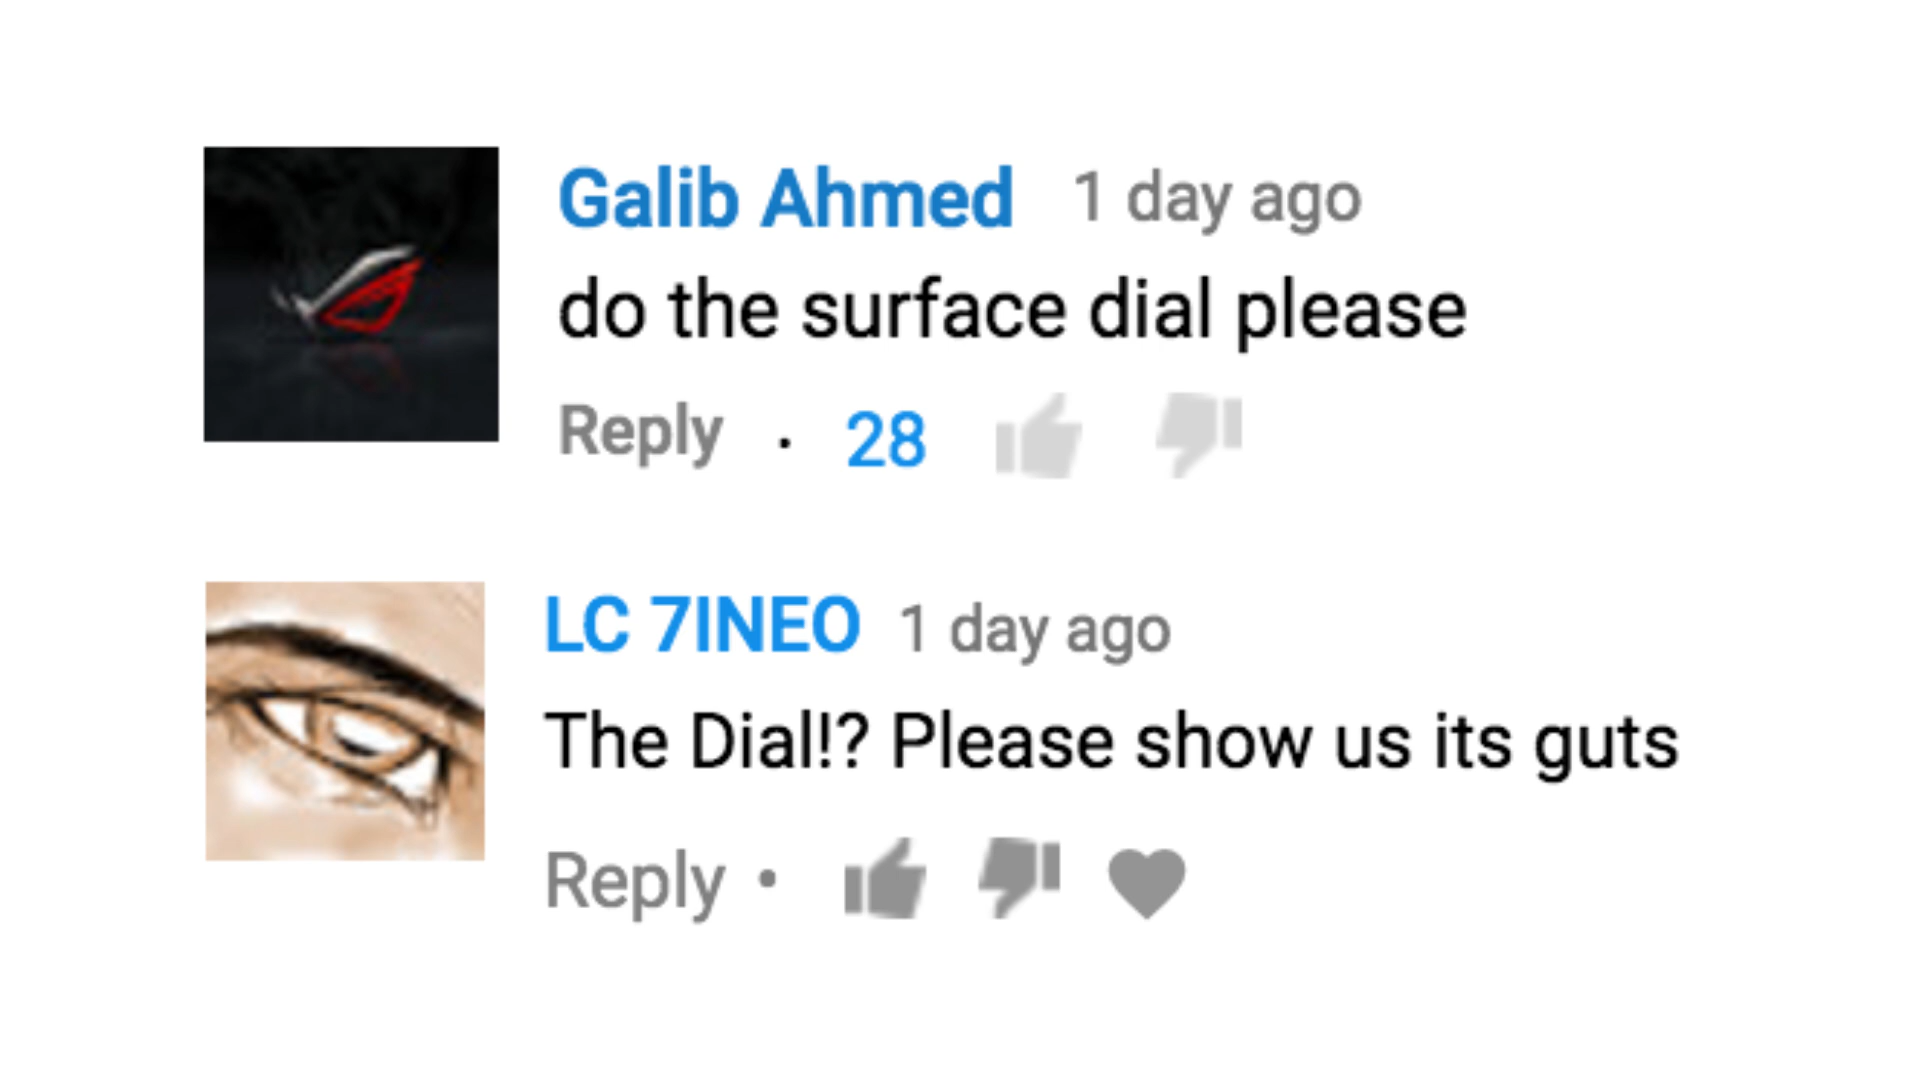 Galib Ahmed 1 day ago
do the surface dial please
Reply · 28
LC 7INEO 1 day ago
The Dial!? Please show us its guts
Reply •